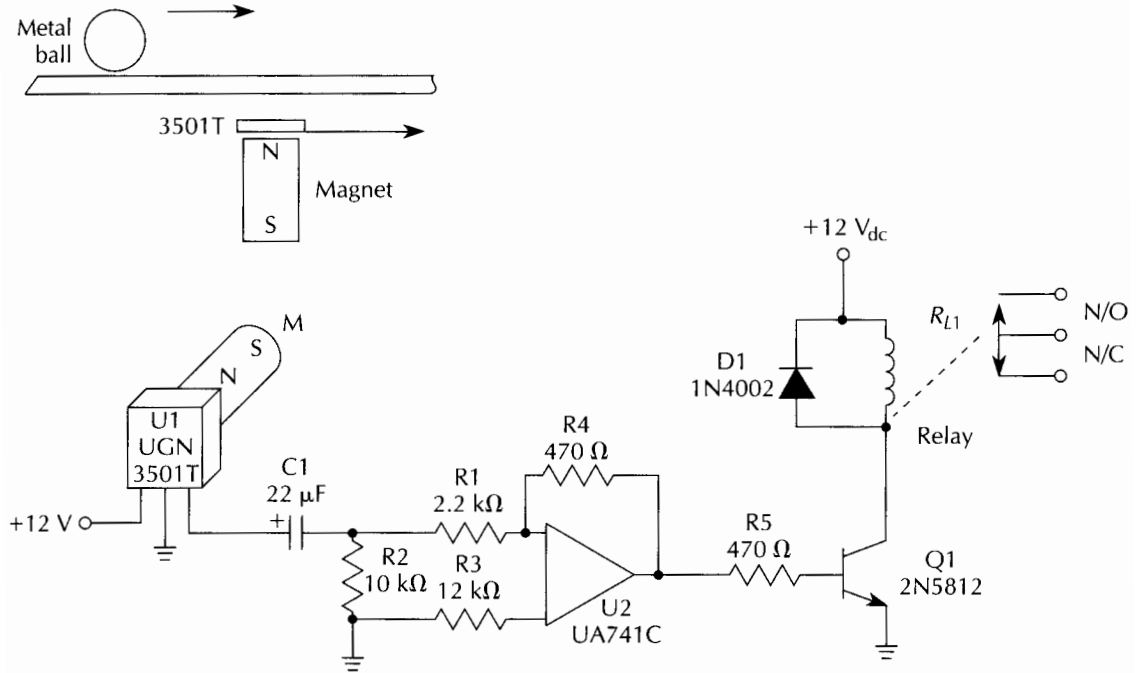 Metal
ball
3501T
N
Magnet
S
+12 Vdc
M
S
N
RL1
N/O
N/C
D1
1N4002
U1
UGN
3501T
Relay
R4
470 Ω
C1
22 μF
R1
2.2 kΩ
+12 V
+
R5
470 Ω
R2
10 kΩ
R3
12 kΩ
Q1
2N5812
U2
UA741C